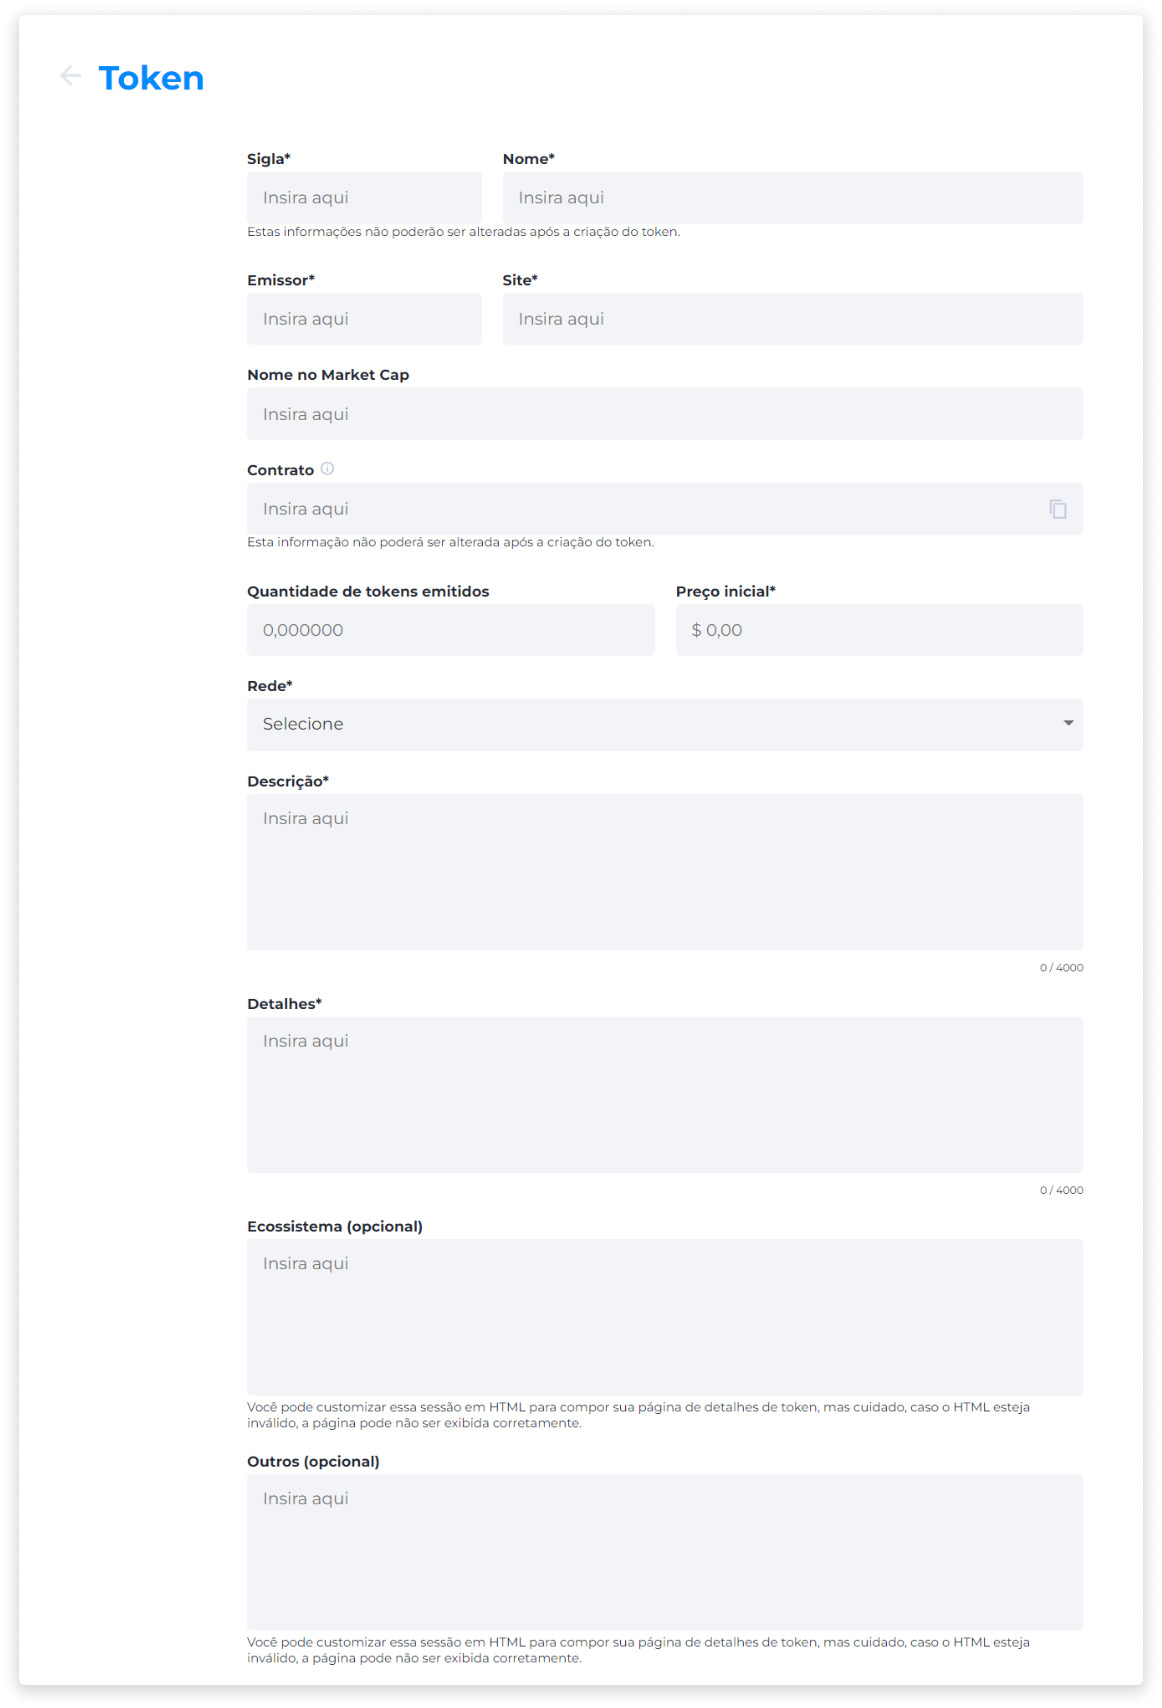 Token
Sigla*
Nome*
Insira aqui
Insira aqui
Estas informações não poderão ser alteradas após a criação do token.
Emissor*
Site*
Insira aqui
Insira aqui
Nome no Market Cap
Insira aqui
Contrato
Insira aqui
Esta informação não poderá ser alterada após a criação do token.
Quantidade de tokens emitidos
Preço inicial*
0,000000
$ 0,00
Rede*
Selecione
Descrição*
Insira aqui
0 / 4000
Detalhes*
Insira aqui
0 / 4000
Ecossistema (opcional)
Insira aqui
Você pode customizar essa sessão em HTML para compor sua página de detalhes de token, mas cuidado, caso o HTML esteja
inválido, a página pode não ser exibida corretamente.
Outros (opcional)
Insira aqui
Você pode customizar essa sessão em HTML para compor sua página de detalhes de token, mas cuidado, caso o HTML esteja
inválido, a página pode não ser exibida corretamente.